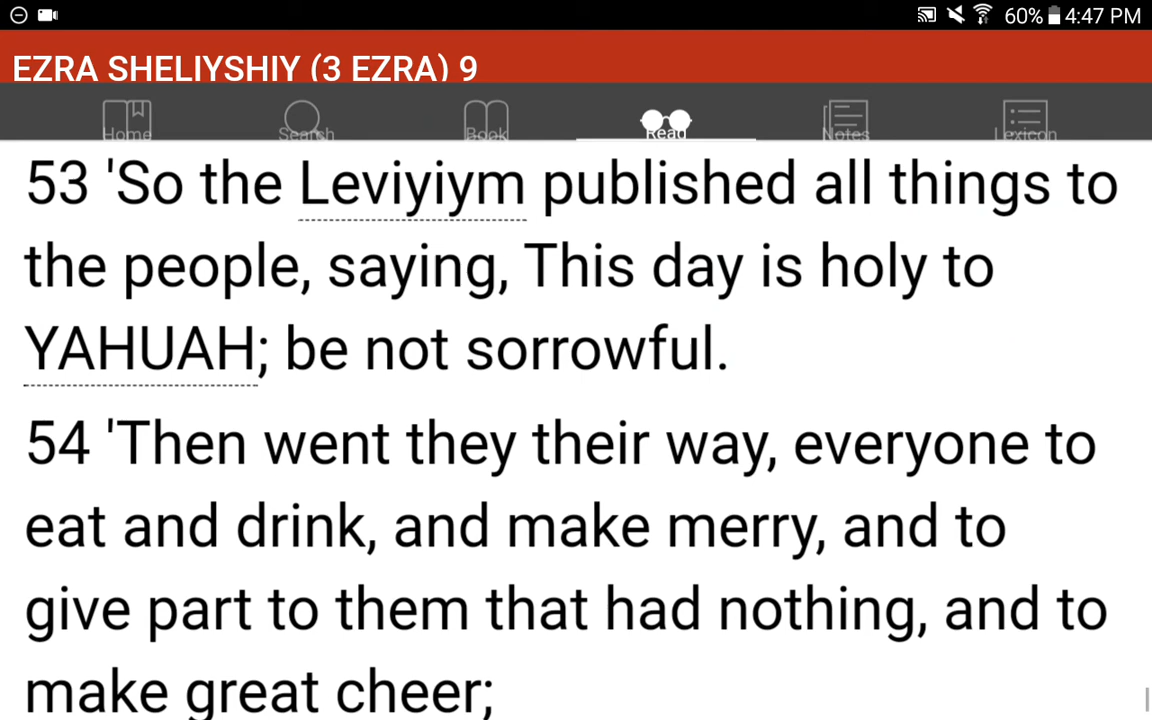 60% 4:47 PM
EZRA SHELIYSHIY (3 EZRA) 9
Home Search Book Read Notes Lexicon
53 'So the Leviyiym published all things to
the people, saying, This day is holy to
YAHUAH; be not sorrowful.
54 'Then went they their way, everyone to
eat and drink, and make merry, and to
give part to them that had nothing, and to
make great cheer;